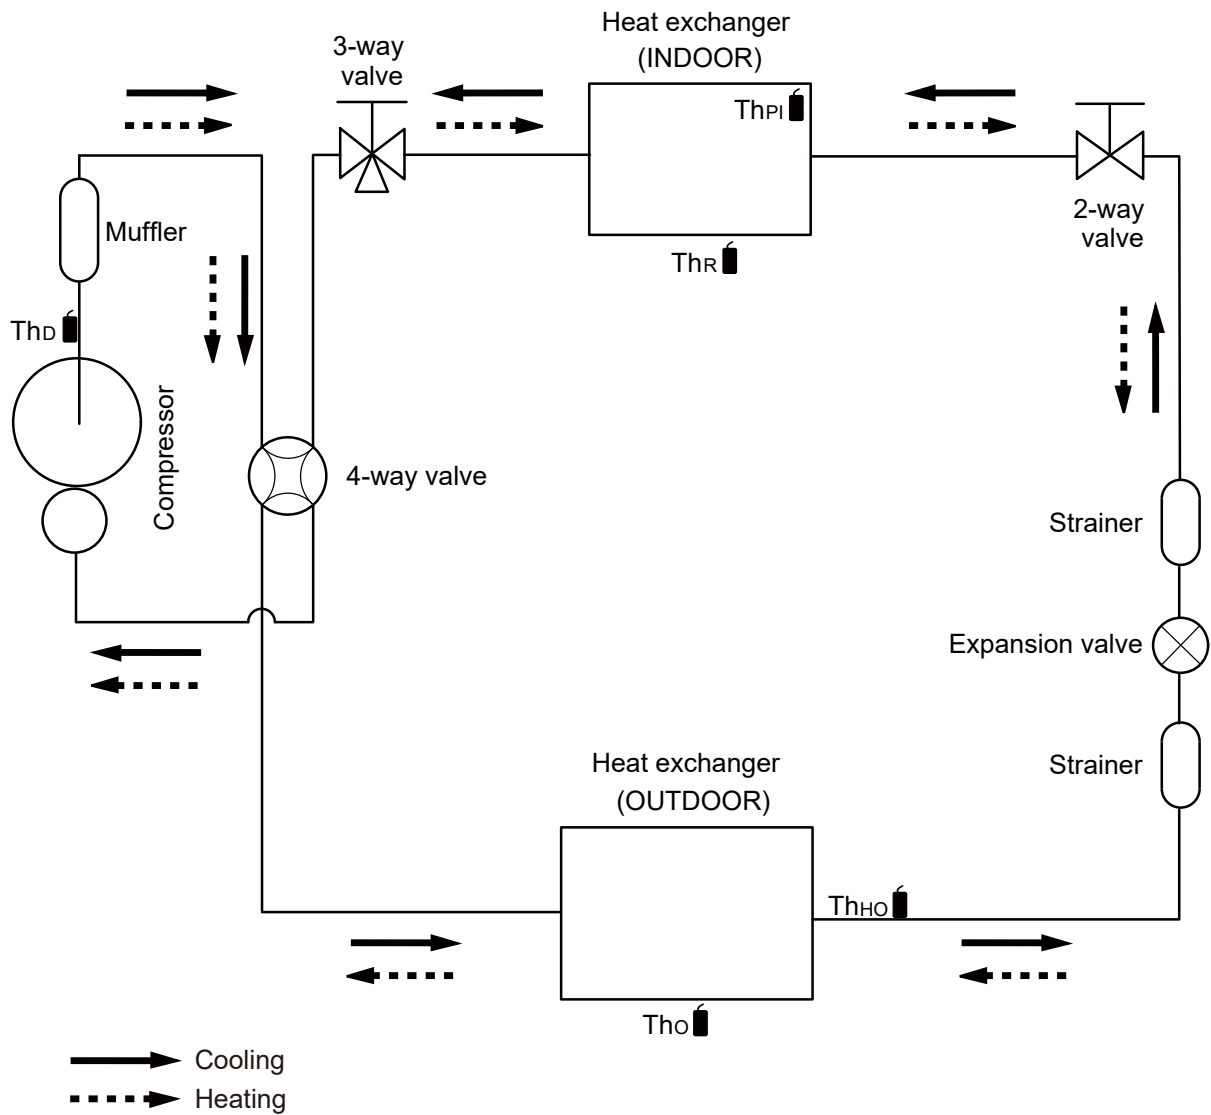 Heat exchanger
(INDOOR)
3-way
valve
ThPI
Muffler
2-way
valve
ThR
ThD
Compressor
4-way valve
Strainer
Expansion valve
Heat exchanger
(OUTDOOR)
Strainer
ThHO
ThO
Cooling
Heating